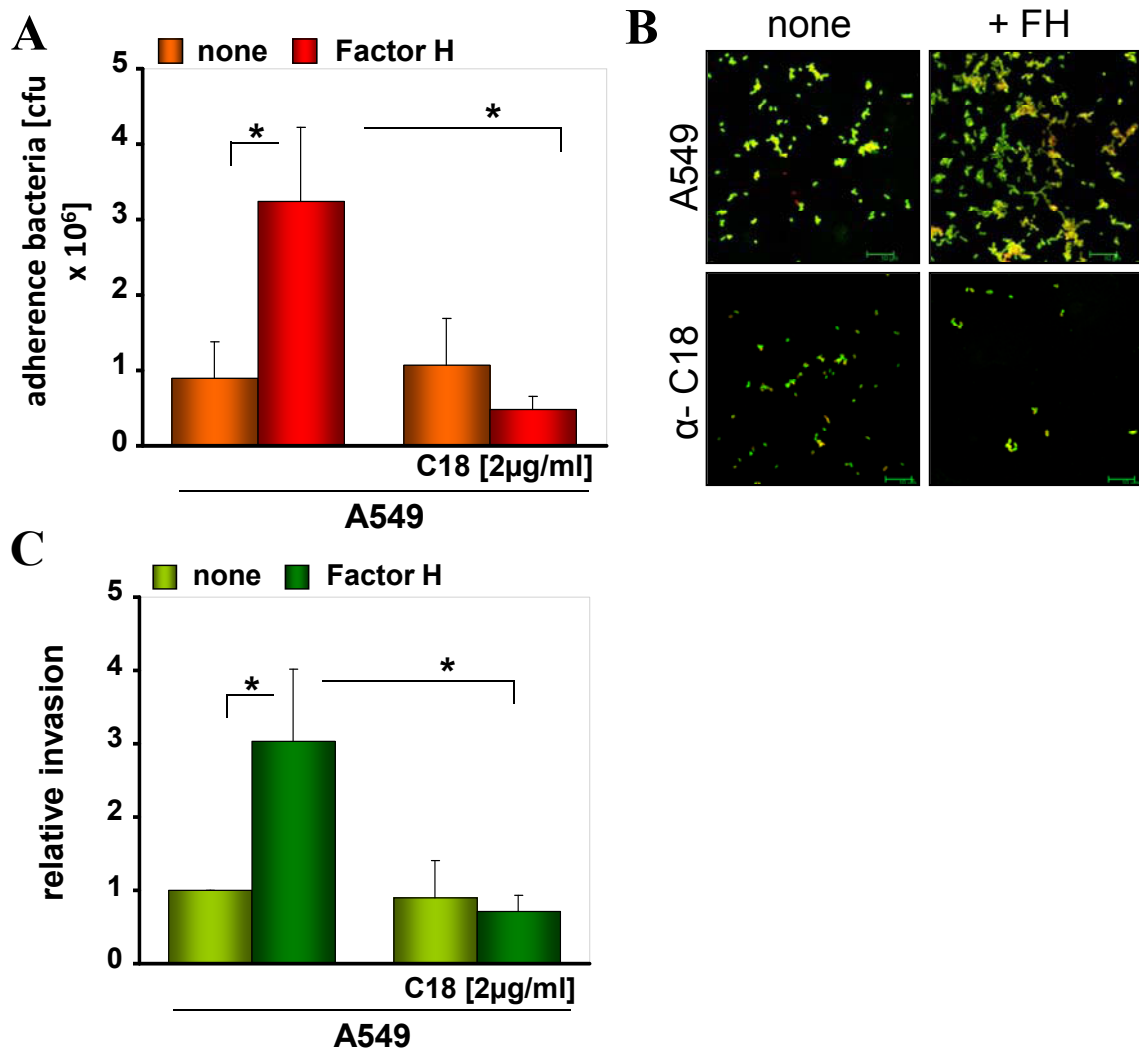 A
none Factor H
adherence bacteria [cfu
x 10⁶]
5
4
3
2
1
0
*
*
C18 [2µg/ml]
A549
B
none + FH
A549
α- C18
C
none Factor H
relative invasion
5
4
3
2
1
0
*
*
C18 [2µg/ml]
A549